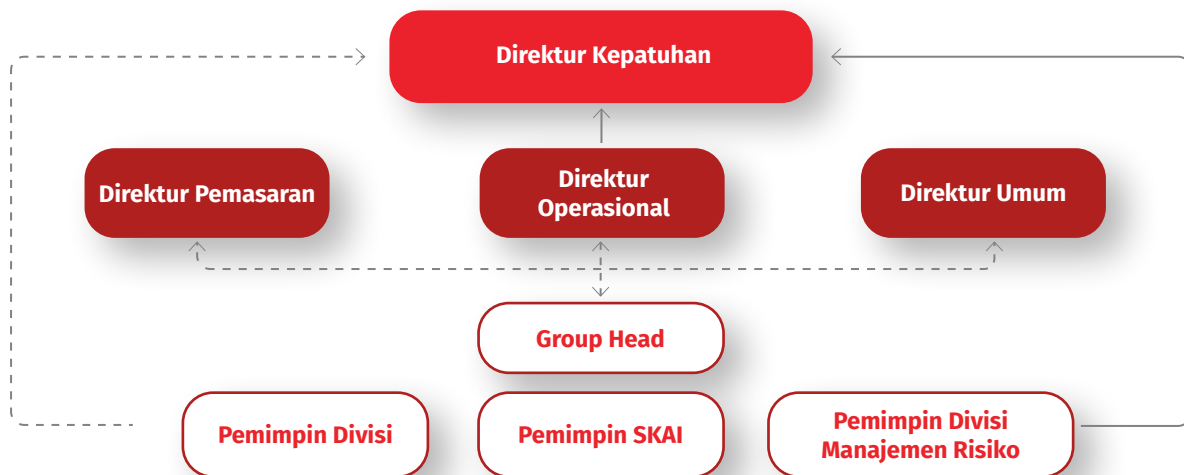 Direktur Kepatuhan
Direktur Pemasaran
Direktur
Operasional
Direktur Umum
Group Head
Pemimpin Divisi
Pemimpin SKAI
Pemimpin Divisi
Manajemen Risiko